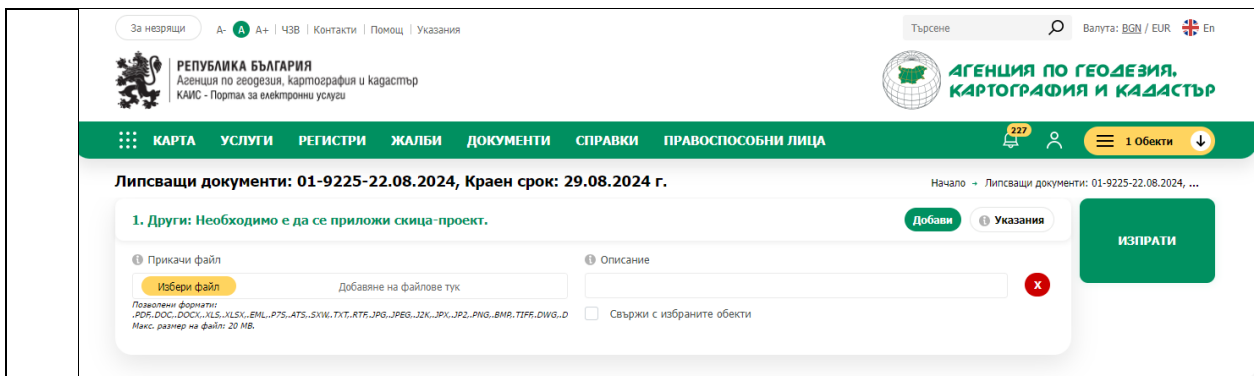 За незрящи А- А А+ | ЧЗВ | Контакти | Помощ | Указания Търсене Валута: BGN / EUR En
РЕПУБЛИКА БЪЛГАРИЯ
Агенция по геодезия, картография и кадастър
КАИС - Портал за електронни услуги
АГЕНЦИЯ ПО ГЕОДЕЗИЯ,
КАРТОГРАФИЯ И КАДАСТЪР
КАРТА УСЛУГИ РЕГИСТРИ ЖАЛБИ ДОКУМЕНТИ СПРАВКИ ПРАВОСПОСОБНИ ЛИЦА 227 1 Обекти
Липсващи документи: 01-9225-22.08.2024, Краен срок: 29.08.2024 г. Начало → Липсващи документи: 01-9225-22.08.2024, ...
1. Други: Необходимо е да се приложи скица-проект. Добави Указания
ИЗПРАТИ
Прикачи файл Описание
Избери файл Добавяне на файлове тук X
Позволени формати:
.PDF,.DOC,.DOCX,.XLS,.XLSX,.EML,.P7S,.ATS,.SXW,.TXT,.RTF,.JPG,.JPEG,.J2K,.JPX,.JP2,.PNG,.BMP,.TIFF,.DWG,.D
Свържи с избраните обекти
Макс. размер на файл: 20 MB.